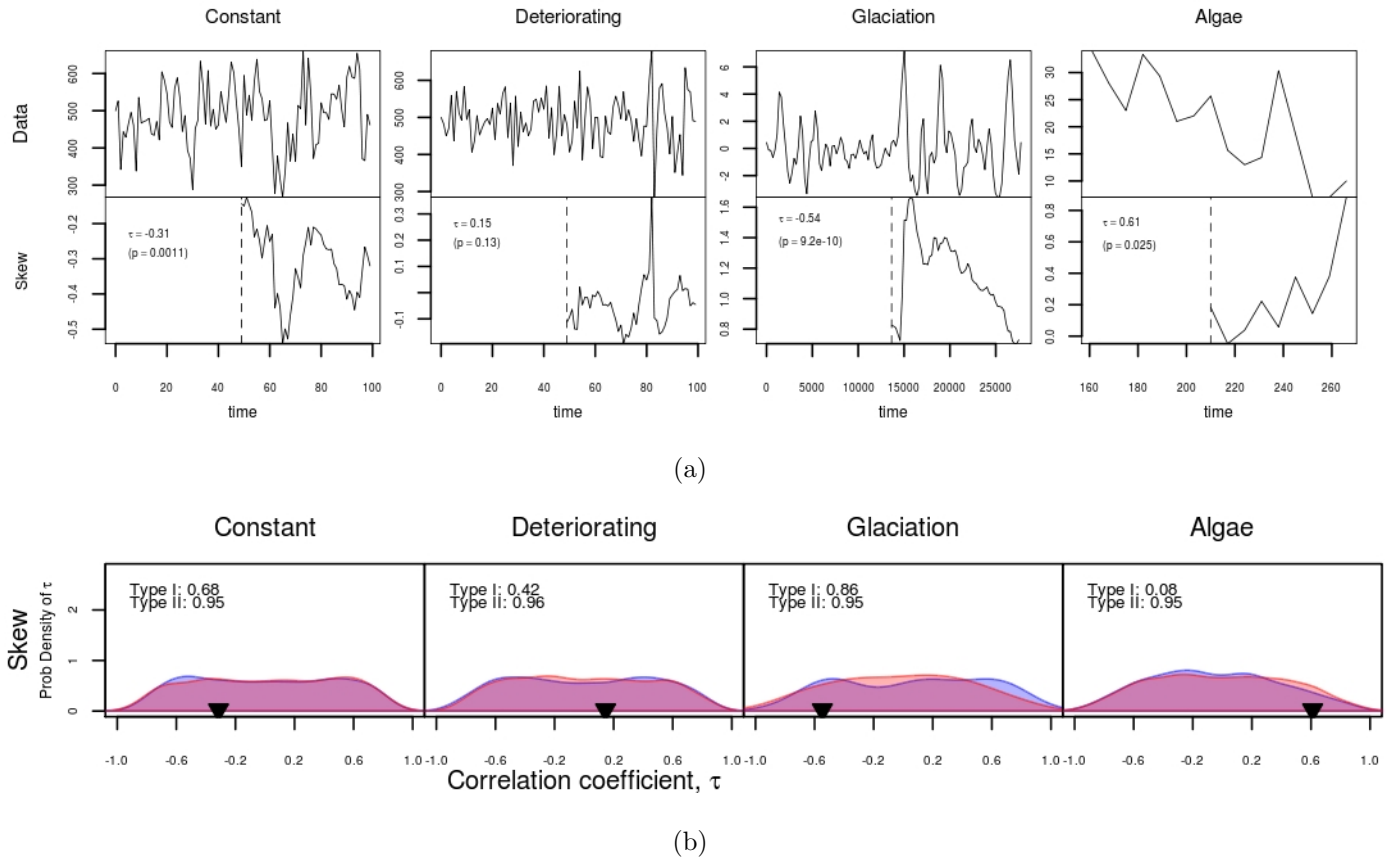 Constant Deteriorating Glaciation Algae
Data
300 400 500 600
300 400 500 600
-2 0 2 4 6
10 15 20 25 30
Skew
-0.5 -0.4 -0.3 -0.2
-0.1 0.1 0.2 0.3
0.8 1.0 1.2 1.4 1.6
0.0 0.2 0.4 0.6 0.8
τ = -0.31
(p = 0.0011)
τ = 0.15
(p = 0.13)
τ = -0.54
(p = 9.2e-10)
τ = 0.61
(p = 0.025)
0 20 40 60 80 100 0 20 40 60 80 100 0 5000 10000 15000 20000 25000 160 180 200 220 240 260
time time time time
(a)
Constant Deteriorating Glaciation Algae
Skew
Prob Density of τ
0 1 2
Type I: 0.68
Type II: 0.95
Type I: 0.42
Type II: 0.96
Type I: 0.86
Type II: 0.95
Type I: 0.08
Type II: 0.95
-1.0 -0.6 -0.2 0.2 0.6 1.0 -1.0 -0.6 -0.2 0.2 0.6 1.0 -1.0 -0.6 -0.2 0.2 0.6 1.0 -1.0 -0.6 -0.2 0.2 0.6 1.0
Correlation coefficient, τ
(b)